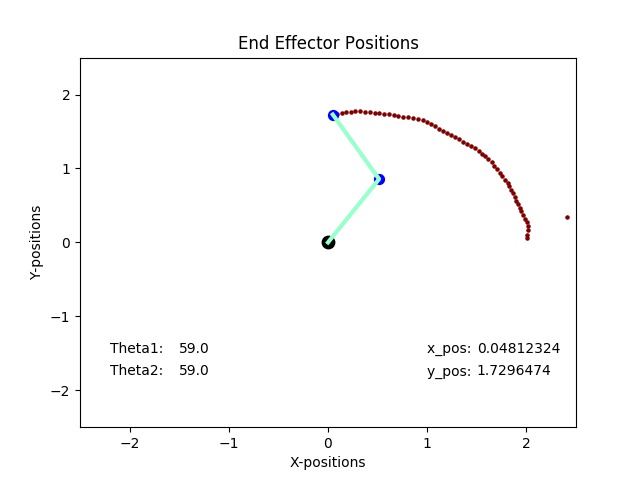 End Effector Positions
Y-positions
2
1
0
−1
−2
Theta1: 59.0
Theta2: 59.0
x_pos: 0.04812324
y_pos: 1.7296474
−2 −1 0 1 2
X-positions